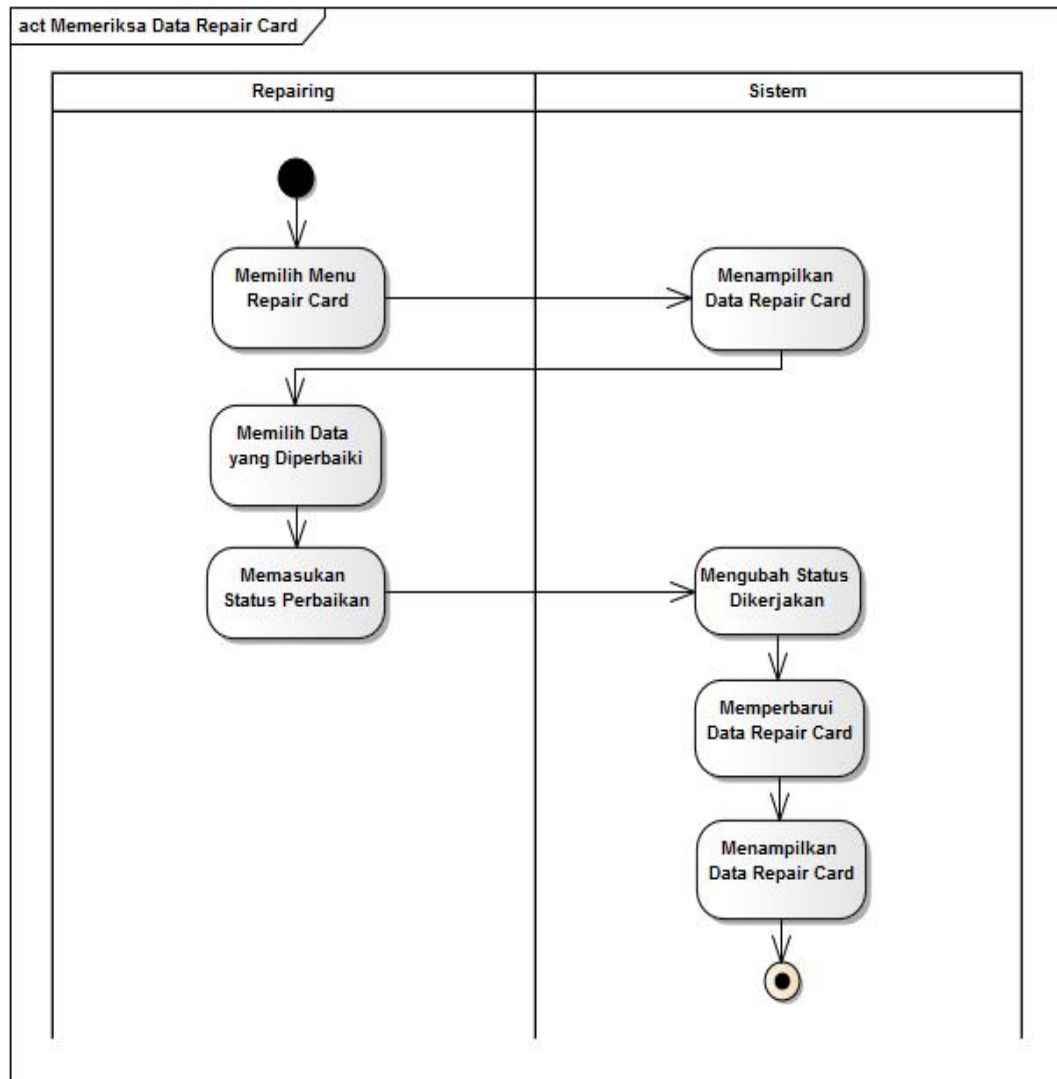 act Memeriksa Data Repair Card
Repairing
Sistem
Memilih Menu
Repair Card
Menampilkan
Data Repair Card
Memilih Data
yang Diperbaiki
Memasukan
Status Perbaikan
Mengubah Status
Dikerjakan
Memperbarui
Data Repair Card
Menampilkan
Data Repair Card